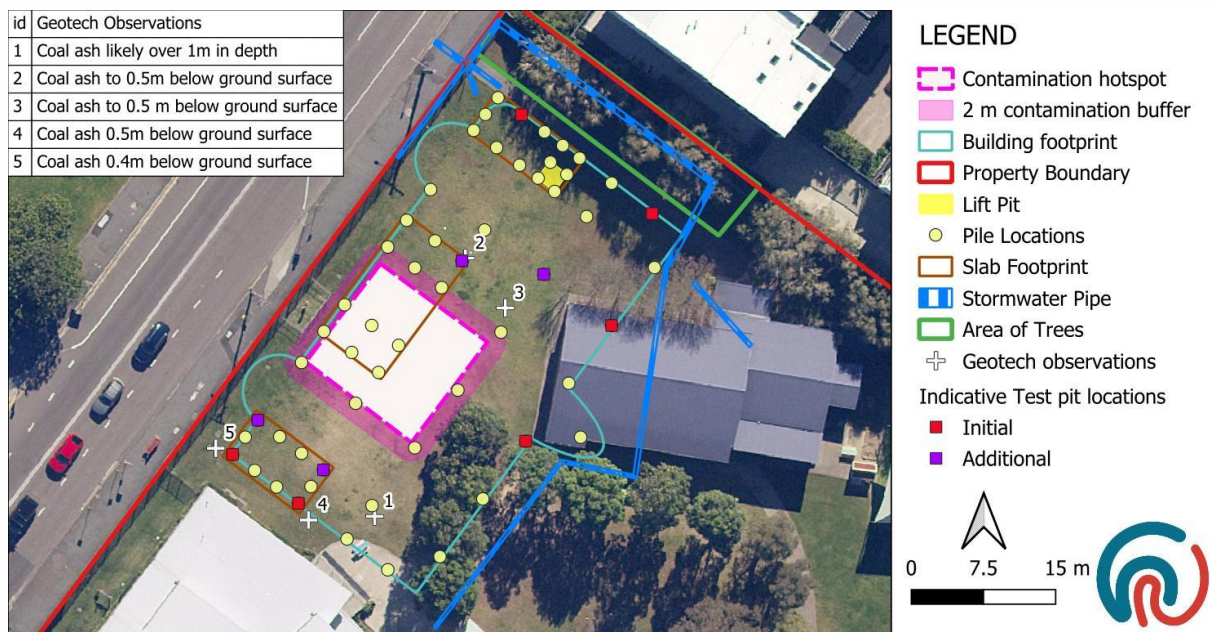 id Geotech Observations
1 Coal ash likely over 1m in depth
2 Coal ash to 0.5m below ground surface
3 Coal ash to 0.5 m below ground surface
4 Coal ash 0.5m below ground surface
5 Coal ash 0.4m below ground surface
2
3
5
4
1
LEGEND
Contamination hotspot
2 m contamination buffer
Building footprint
Property Boundary
Lift Pit
Pile Locations
Slab Footprint
Stormwater Pipe
Area of Trees
Geotech observations
Indicative Test pit locations
Initial
Additional
0 7.5 15 m